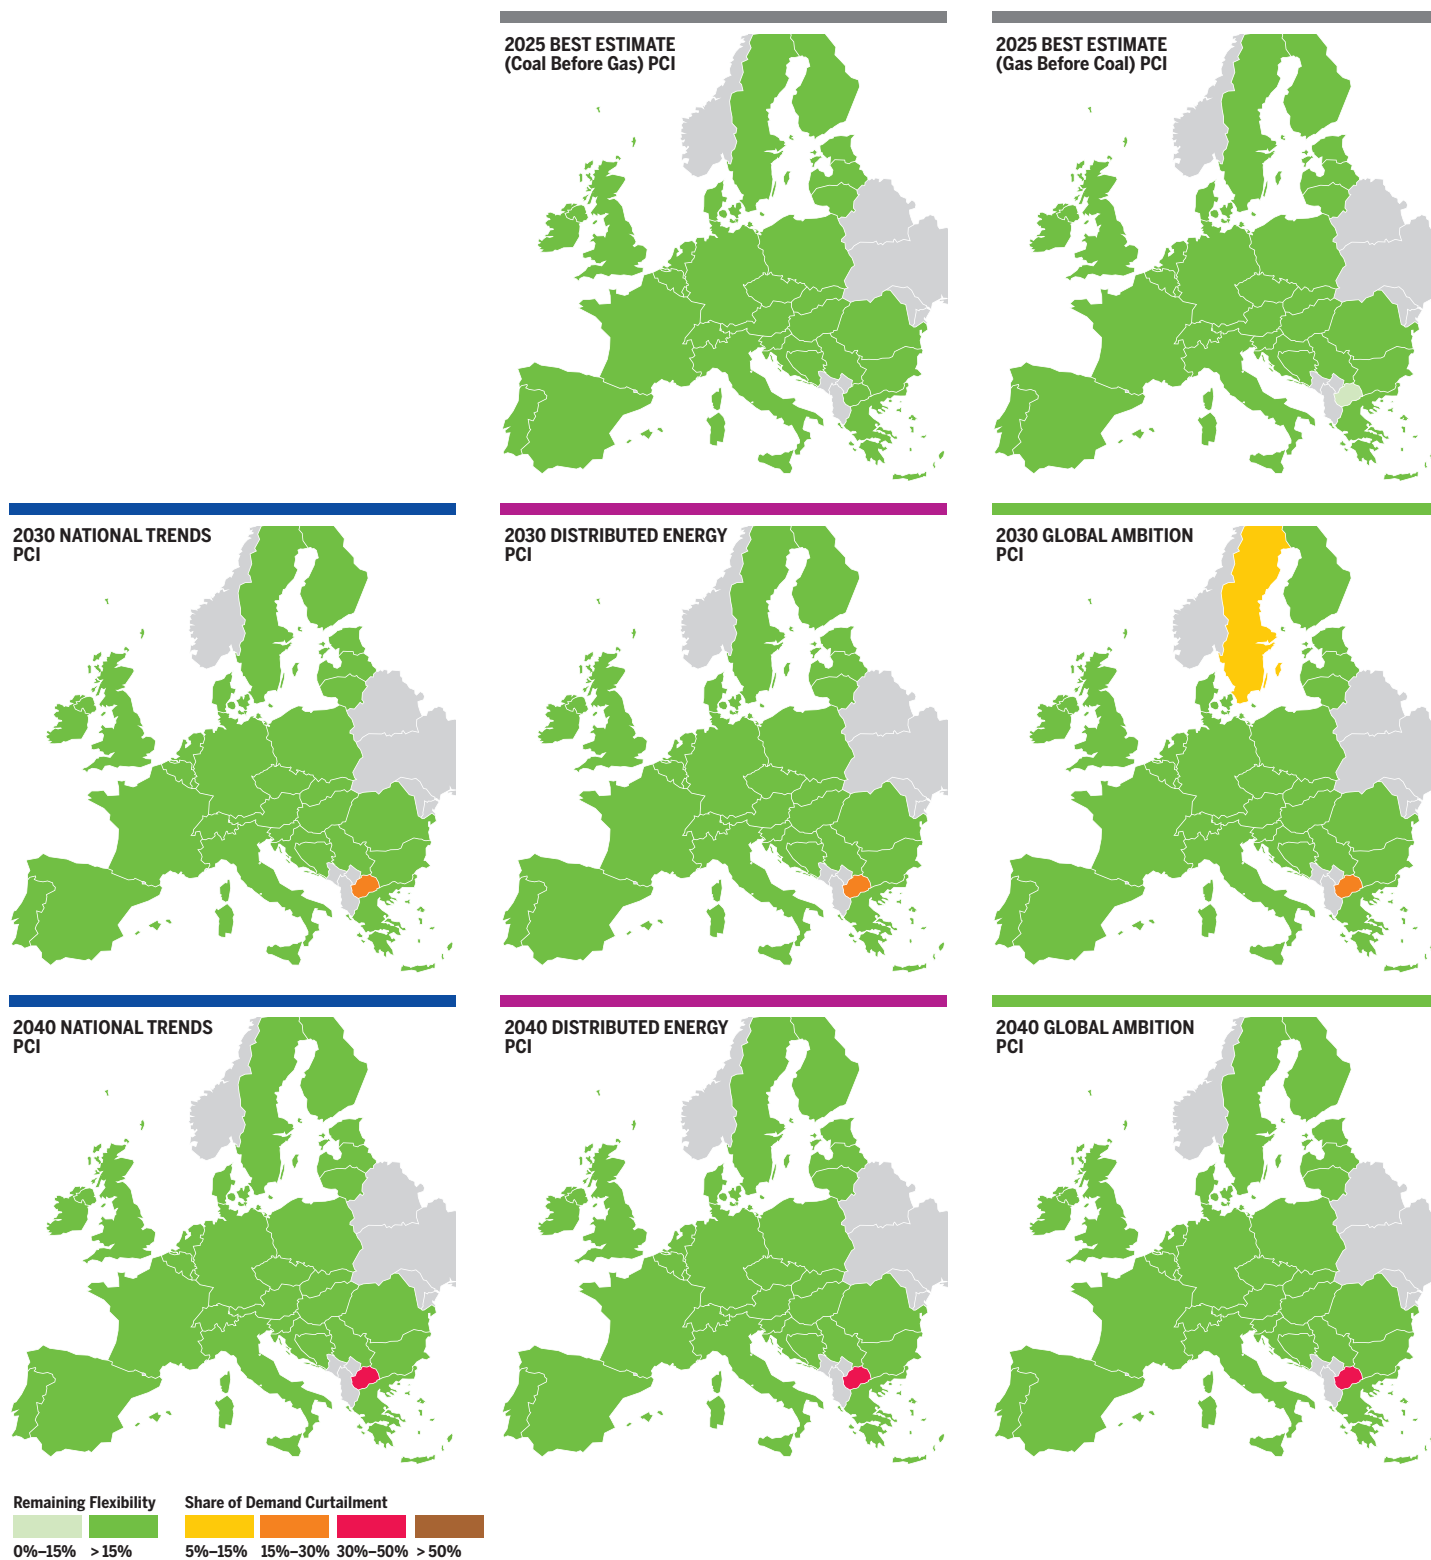 2025 BEST ESTIMATE
(Coal Before Gas) PCI
2025 BEST ESTIMATE
(Gas Before Coal) PCI
2030 NATIONAL TRENDS
PCI
2030 DISTRIBUTED ENERGY
PCI
2030 GLOBAL AMBITION
PCI
2040 NATIONAL TRENDS
PCI
2040 DISTRIBUTED ENERGY
PCI
2040 GLOBAL AMBITION
PCI
Remaining Flexibility
0%–15% > 15%
Share of Demand Curtailment
5%–15% 15%–30% 30%–50% > 50%